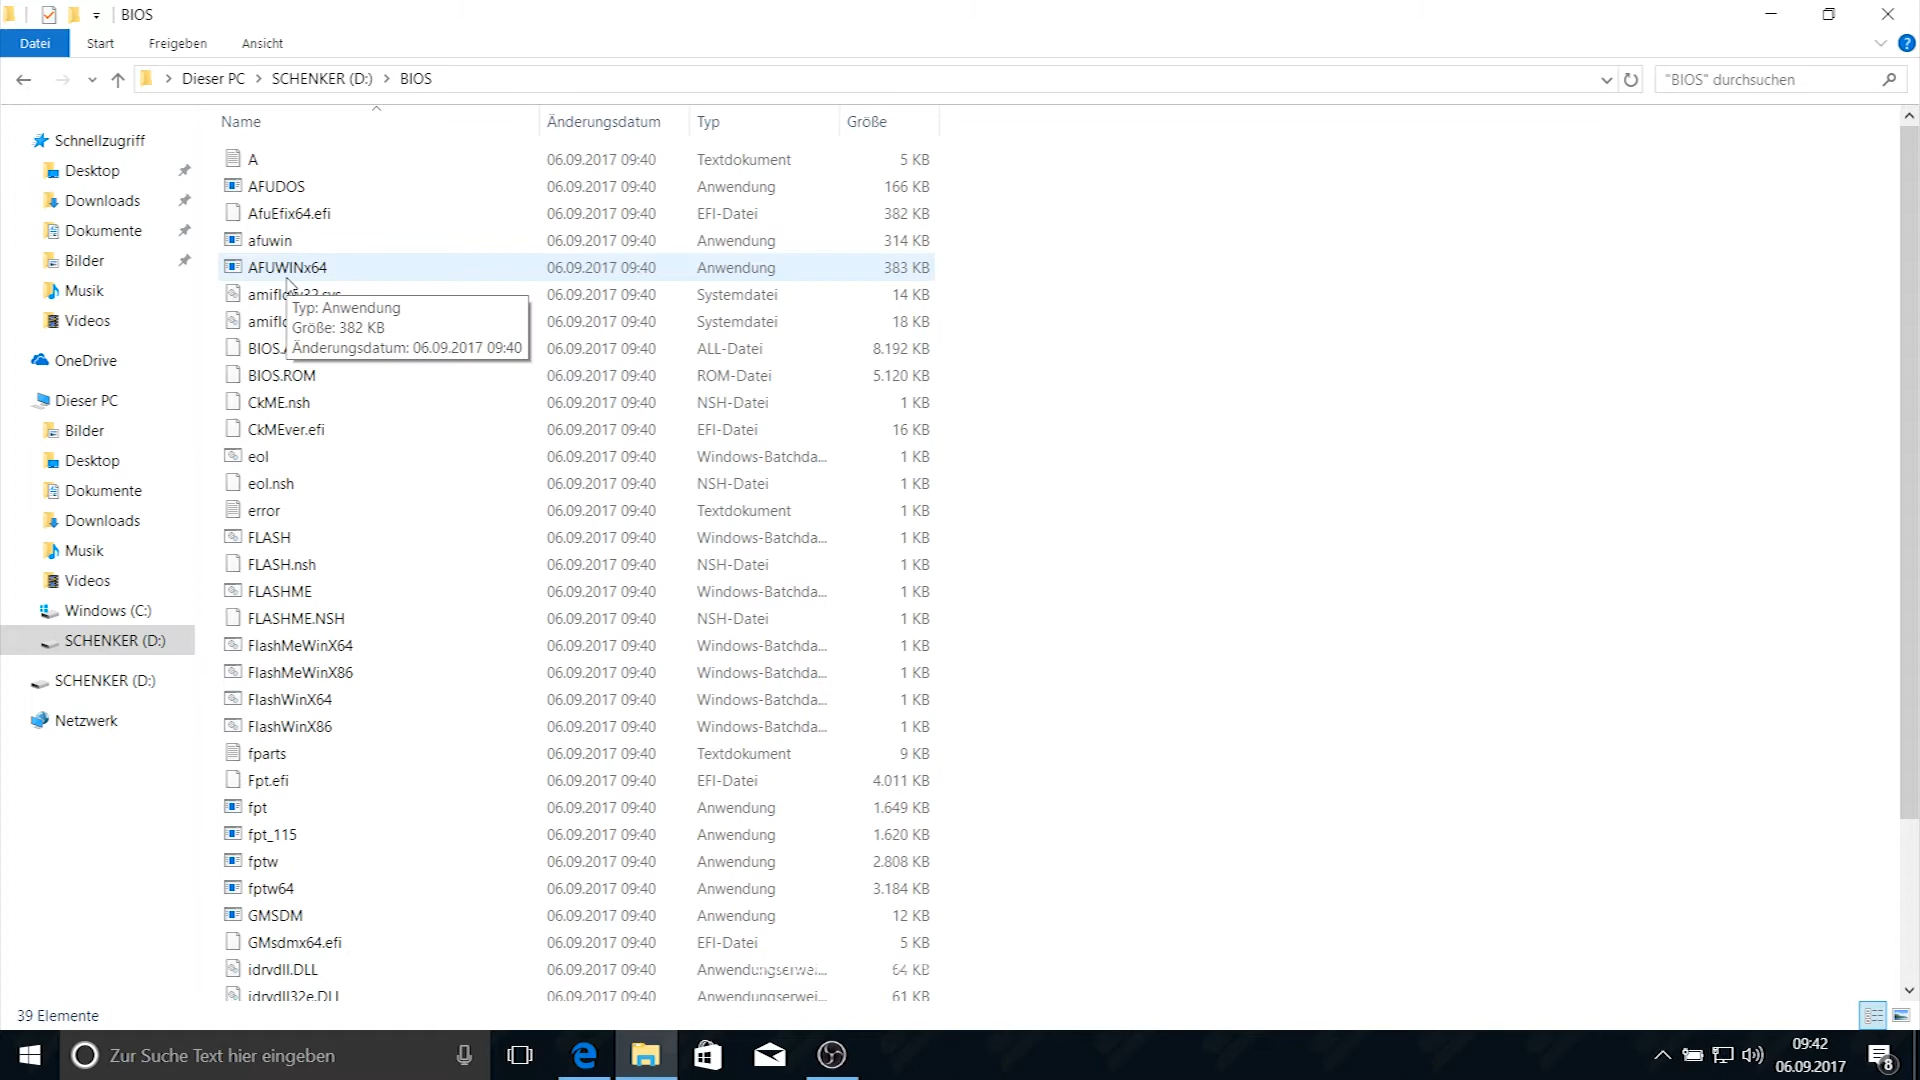 BIOS
Datei Start Freigeben Ansicht
Dieser PC SCHENKER (D:) BIOS "BIOS" durchsuchen
Name Änderungsdatum Typ Größe
Schnellzugriff
Desktop
Downloads
Dokumente
Bilder
Musik
Videos
OneDrive
Dieser PC
Bilder
Desktop
Dokumente
Downloads
Musik
Videos
Windows (C:)
SCHENKER (D:)
SCHENKER (D:)
Netzwerk
A 06.09.2017 09:40 Textdokument 5 KB
AFUDOS 06.09.2017 09:40 Anwendung 166 KB
AfuEfix64.efi 06.09.2017 09:40 EFI-Datei 382 KB
afuwin 06.09.2017 09:40 Anwendung 314 KB
AFUWINx64 06.09.2017 09:40 Anwendung 383 KB
06.09.2017 09:40 Systemdatei 14 KB
06.09.2017 09:40 Systemdatei 18 KB
06.09.2017 09:40 ALL-Datei 8.192 KB
Typ: Anwendung
Größe: 382 KB
Änderungsdatum: 06.09.2017 09:40
BIOS.ROM 06.09.2017 09:40 ROM-Datei 5.120 KB
CkME.nsh 06.09.2017 09:40 NSH-Datei 1 KB
CkMEver.efi 06.09.2017 09:40 EFI-Datei 16 KB
eol 06.09.2017 09:40 Windows-Batchda... 1 KB
eol.nsh 06.09.2017 09:40 NSH-Datei 1 KB
error 06.09.2017 09:40 Textdokument 1 KB
FLASH 06.09.2017 09:40 Windows-Batchda... 1 KB
FLASH.nsh 06.09.2017 09:40 NSH-Datei 1 KB
FLASHME 06.09.2017 09:40 Windows-Batchda... 1 KB
FLASHME.NSH 06.09.2017 09:40 NSH-Datei 1 KB
FlashMeWinX64 06.09.2017 09:40 Windows-Batchda... 1 KB
FlashMeWinX86 06.09.2017 09:40 Windows-Batchda... 1 KB
FlashWinX64 06.09.2017 09:40 Windows-Batchda... 1 KB
FlashWinX86 06.09.2017 09:40 Windows-Batchda... 1 KB
fparts 06.09.2017 09:40 Textdokument 9 KB
Fpt.efi 06.09.2017 09:40 EFI-Datei 4.011 KB
fpt 06.09.2017 09:40 Anwendung 1.649 KB
fpt_115 06.09.2017 09:40 Anwendung 1.620 KB
fptw 06.09.2017 09:40 Anwendung 2.808 KB
fptw64 06.09.2017 09:40 Anwendung 3.184 KB
GMSDM 06.09.2017 09:40 Anwendung 12 KB
GMsdmx64.efi 06.09.2017 09:40 EFI-Datei 5 KB
idrvdll.DLL 06.09.2017 09:40 Anwendungserwei... 64 KB
idrvdll32e.DLL 06.09.2017 09:40 Anwendungserwei... 61 KB
39 Elemente
Zur Suche Text hier eingeben
09:42
06.09.2017
8